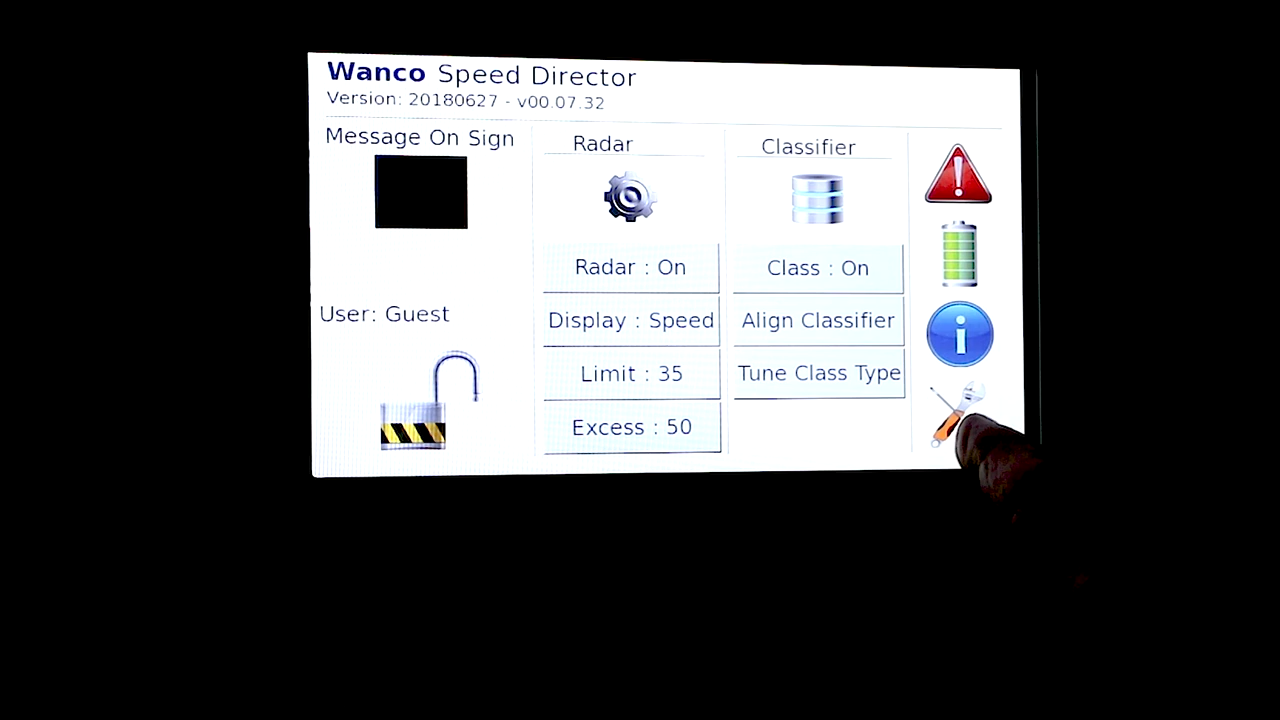 Wanco Speed Director
Version: 20180627 - v00.07.32
Message On Sign
User: Guest
Radar
Radar : On
Display : Speed
Limit : 35
Excess : 50
Classifier
Class : On
Align Classifier
Tune Class Type